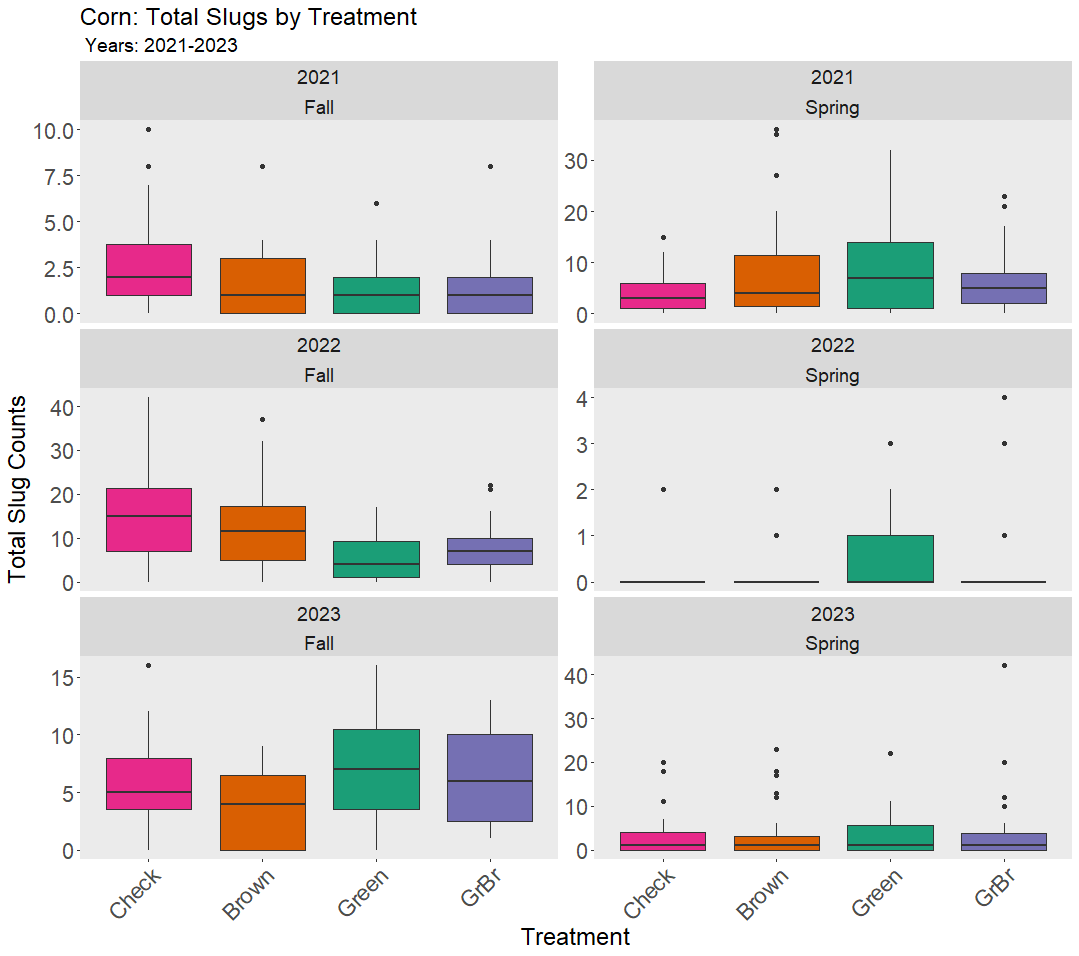 Corn: Total Slugs by Treatment
Years: 2021-2023
2021
Fall
2021
Spring
10.0
7.5
5.0
2.5
0.0
30
20
10
0
2022
Fall
2022
Spring
40
30
20
10
0
4
3
2
1
0
2023
Fall
2023
Spring
15
10
5
0
40
30
20
10
0
Total Slug Counts
Check
Brown
Green
GrBr
Check
Brown
Green
GrBr
Treatment